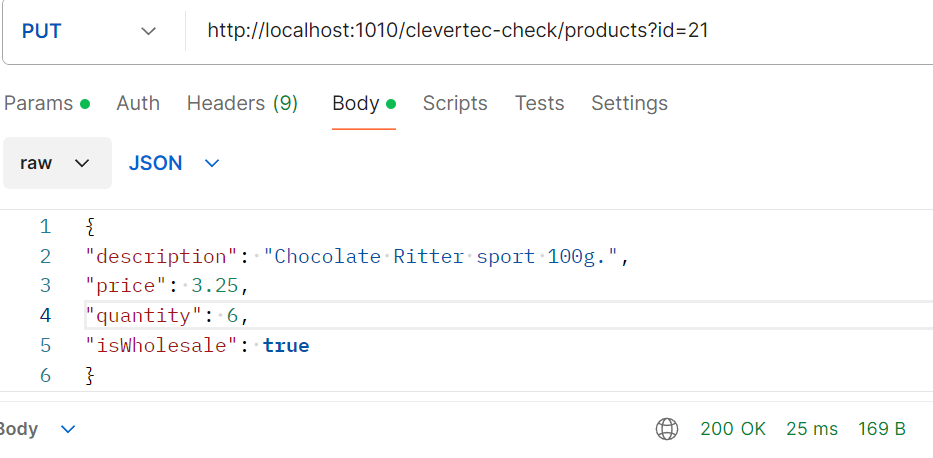 PUT http://localhost:1010/clevertec-check/products?id=21
Params Auth Headers (9) Body Scripts Tests Settings
raw JSON
1 {
2 "description": "Chocolate Ritter sport 100g.",
3 "price": 3.25,
4 "quantity": 6,
5 "isWholesale": true
6 }
Body 200 OK 25 ms 169 B